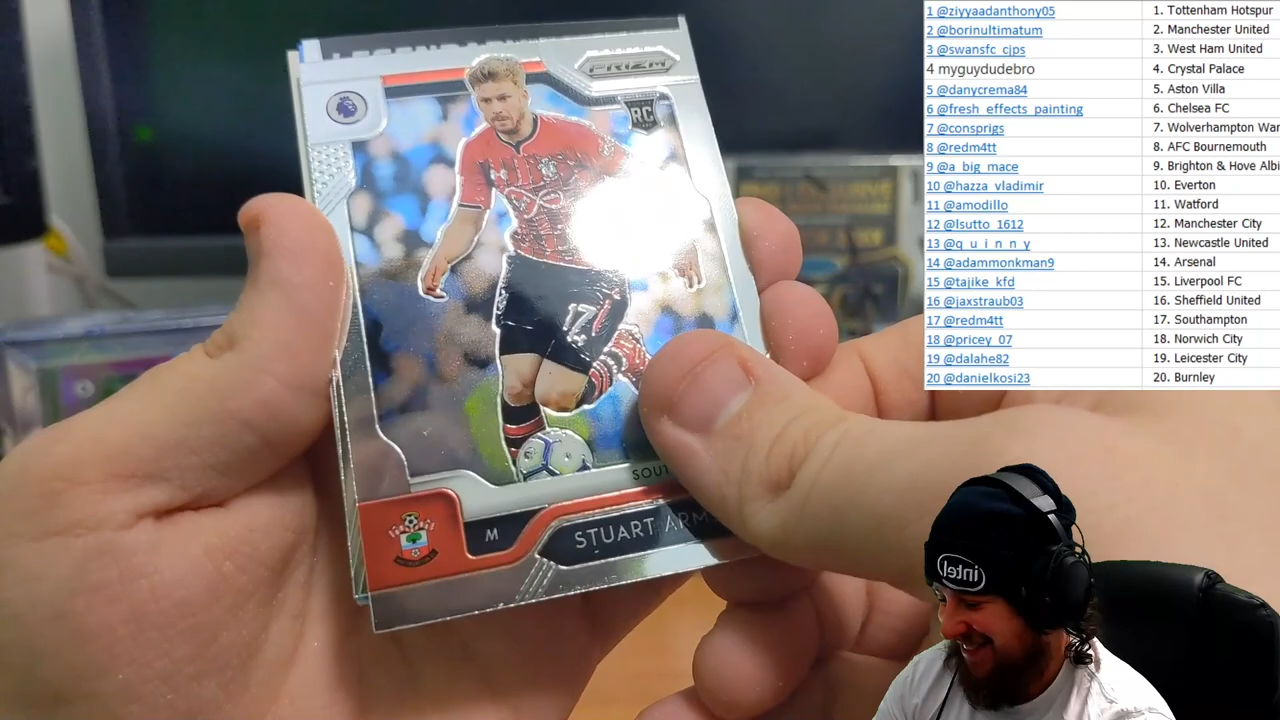 LEGENDARY
PRIZM
RC
17
SOUT
M
STUART ARM
intel
1 @ziyyaadanthony05 1. Tottenham Hotspur
2 @borinultimatum 2. Manchester United
3 @swansfc_cjps 3. West Ham United
4 myguydudebro 4. Crystal Palace
5 @danycrema84 5. Aston Villa
6 @fresh_effects_painting 6. Chelsea FC
7 @consprigs 7. Wolverhampton Wan
8 @redm4tt 8. AFC Bournemouth
9 @a_big_mace 9. Brighton & Hove Albi
10 @hazza_vladimir 10. Everton
11 @amodillo 11. Watford
12 @lsutto_1612 12. Manchester City
13 @q_u_i_n_n_y 13. Newcastle United
14 @adammonkman9 14. Arsenal
15 @tajike_kfd 15. Liverpool FC
16 @jaxstraub03 16. Sheffield United
17 @redm4tt 17. Southampton
18 @pricey_07 18. Norwich City
19 @dalahe82 19. Leicester City
20 @danielkosi23 20. Burnley